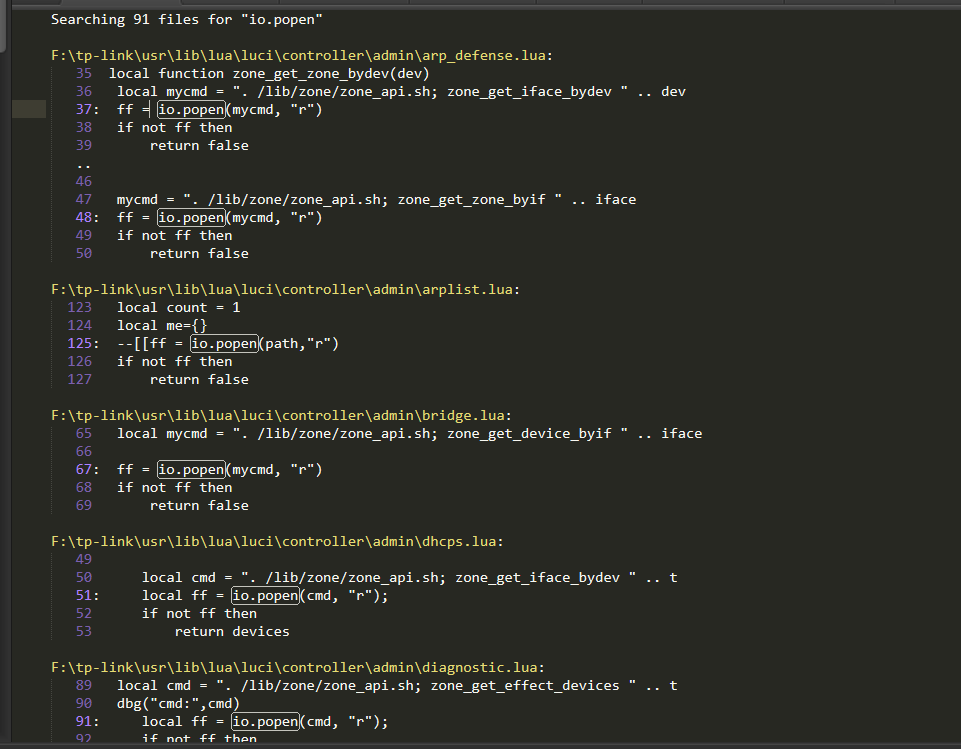 Searching 91 files for "io.popen"
F:\tp-link\usr\lib\lua\luci\controller\admin\arp_defense.lua:
35 local function zone_get_zone_bydev(dev)
36 local mycmd = ". /lib/zone/zone_api.sh; zone_get_iface_bydev " .. dev
37: ff = io.popen(mycmd, "r")
38 if not ff then
39 return false
..
46
47 mycmd = ". /lib/zone/zone_api.sh; zone_get_zone_byif " .. iface
48: ff = io.popen(mycmd, "r")
49 if not ff then
50 return false
F:\tp-link\usr\lib\lua\luci\controller\admin\arplist.lua:
123 local count = 1
124 local me={}
125: --[[ff = io.popen(path,"r")
126 if not ff then
127 return false
F:\tp-link\usr\lib\lua\luci\controller\admin\bridge.lua:
65 local mycmd = ". /lib/zone/zone_api.sh; zone_get_device_byif " .. iface
66
67: ff = io.popen(mycmd, "r")
68 if not ff then
69 return false
F:\tp-link\usr\lib\lua\luci\controller\admin\dhcps.lua:
49
50 local cmd = ". /lib/zone/zone_api.sh; zone_get_iface_bydev " .. t
51: local ff = io.popen(cmd, "r");
52 if not ff then
53 return devices
F:\tp-link\usr\lib\lua\luci\controller\admin\diagnostic.lua:
89 local cmd = ". /lib/zone/zone_api.sh; zone_get_effect_devices " .. t
90 dbg("cmd:",cmd)
91: local ff = io.popen(cmd, "r");
92 if not ff then